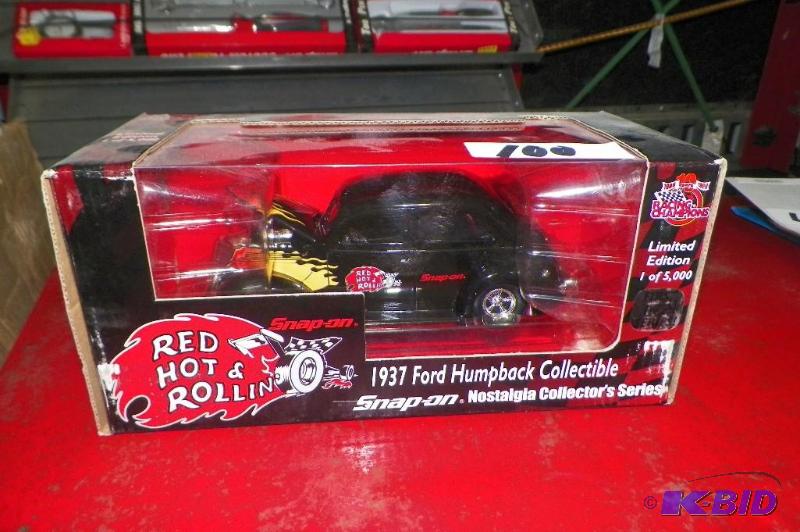 100
10
RACING
CHAMPIONS
Limited
Edition
1 of 5,000
RED
HOT &
ROLLIN
Snap-on
Snap-on.
RED
HOT &
ROLLIN
1937 Ford Humpback Collectible
Snap-on. Nostalgia Collector's Series
© K-BID